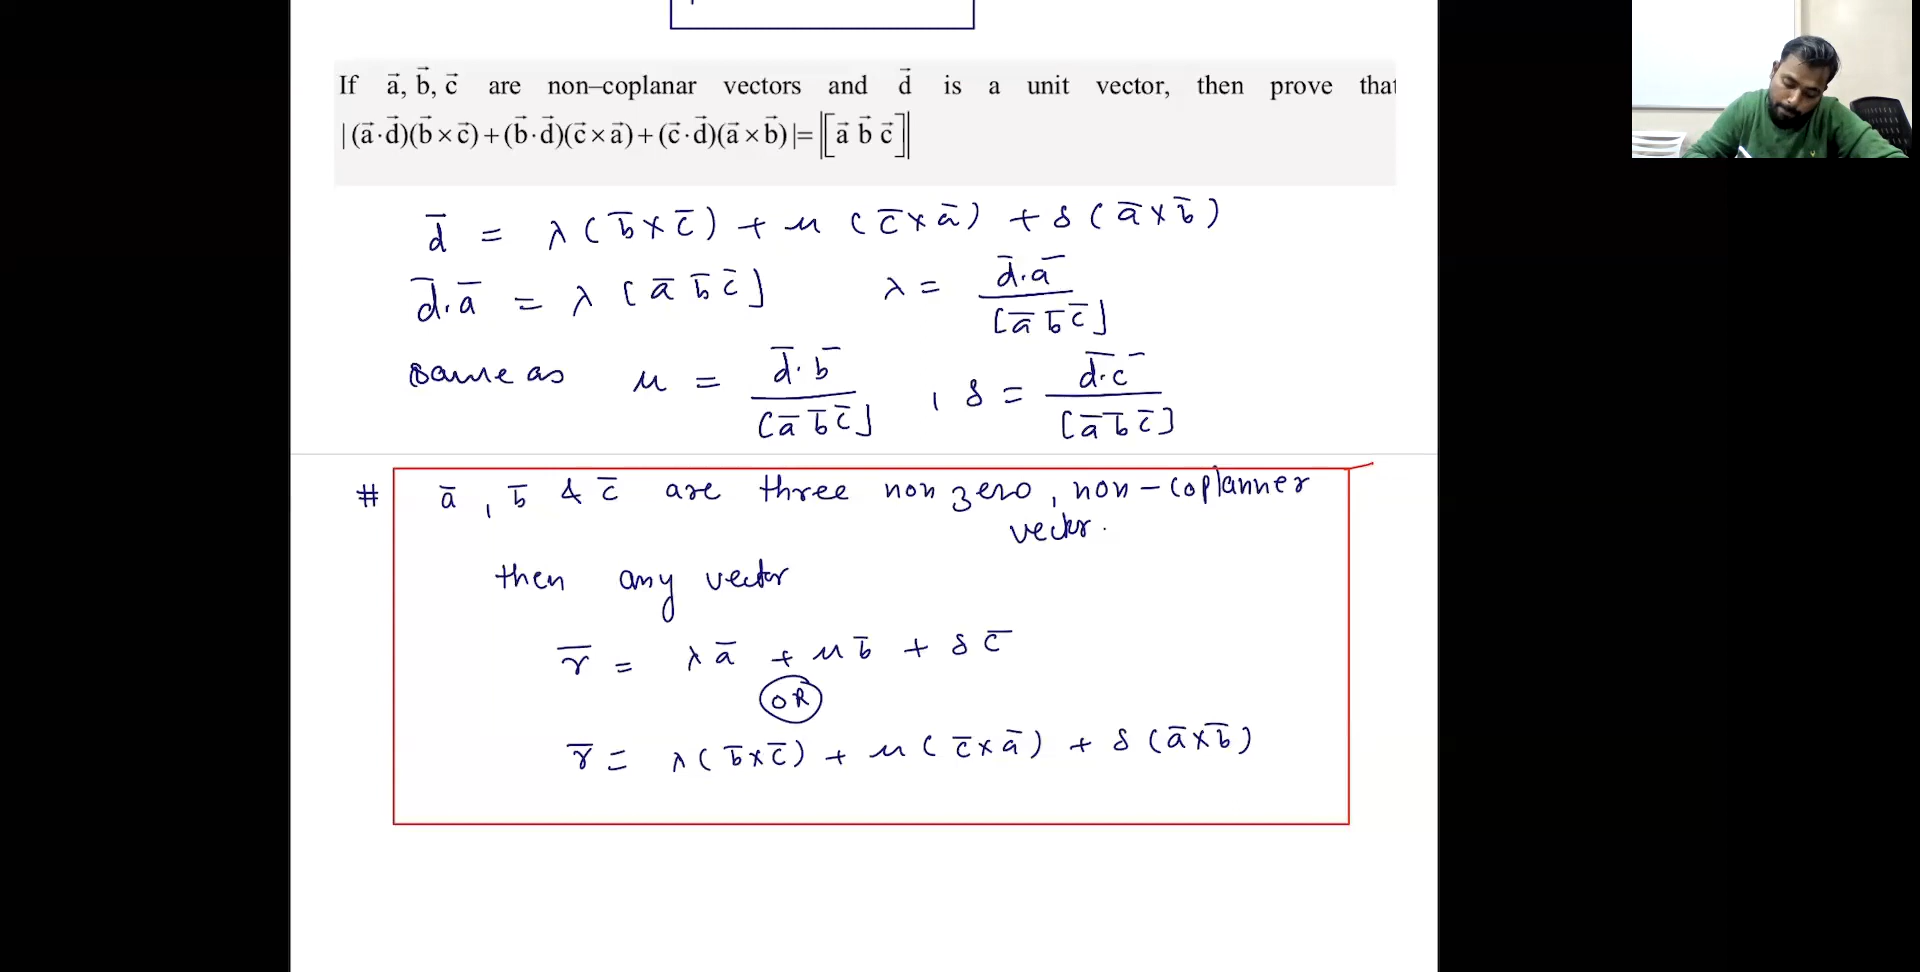 If a⃗, b⃗, c⃗ are non–coplanar vectors and d⃗ is a unit vector, then prove that
|(a⃗·d⃗)(b⃗×c⃗)+(b⃗·d⃗)(c⃗×a⃗)+(c⃗·d⃗)(a⃗×b⃗)|=|[a⃗ b⃗ c⃗]|
d̅ = λ(b̅×c̅) + μ(c̅×a̅) + δ(a̅×b̅)
d̅.a̅ = λ[a̅ b̅ c̅] λ = d̅.a̅ / [a̅ b̅ c̅]
same as μ = d̅.b̅ / [a̅ b̅ c̅] , δ = d̅.c̅ / [a̅ b̅ c̅]
# a̅, b̅ & c̅ are three non zero, non-coplanner
vector.
then any vector
r̅ = λa̅ + μb̅ + δc̅
OR
r̅ = λ(b̅×c̅) + μ(c̅×a̅) + δ(a̅×b̅)